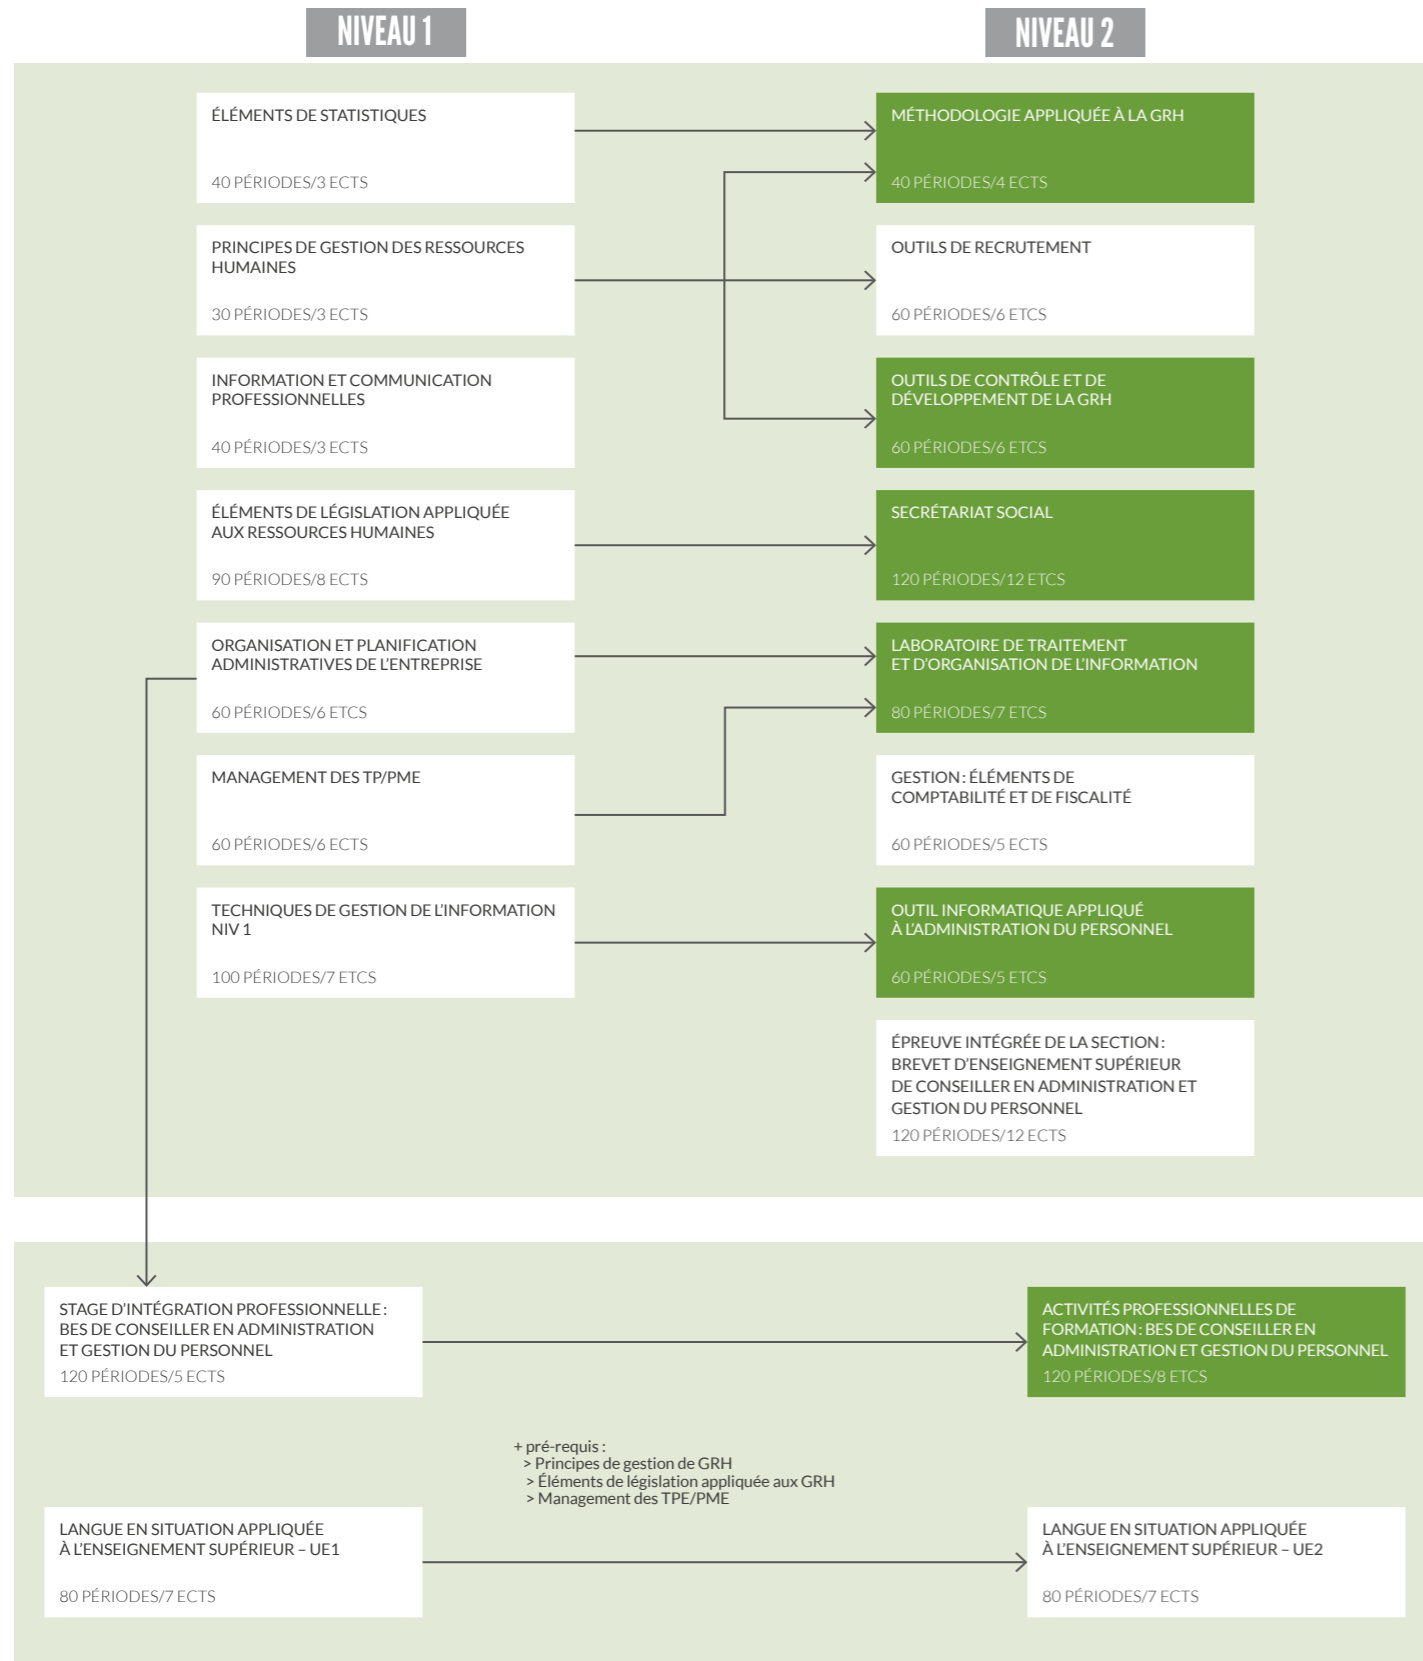 NIVEAU 1
NIVEAU 2
ÉLÉMENTS DE STATISTIQUES
40 PÉRIODES/3 ECTS
MÉTHODOLOGIE APPLIQUÉE À LA GRH
40 PÉRIODES/4 ECTS
PRINCIPES DE GESTION DES RESSOURCES
HUMAINES
30 PÉRIODES/3 ECTS
OUTILS DE RECRUTEMENT
60 PÉRIODES/6 ETCS
INFORMATION ET COMMUNICATION
PROFESSIONNELLES
40 PÉRIODES/3 ECTS
OUTILS DE CONTRÔLE ET DE
DÉVELOPPEMENT DE LA GRH
60 PÉRIODES/6 ETCS
ÉLÉMENTS DE LÉGISLATION APPLIQUÉE
AUX RESSOURCES HUMAINES
90 PÉRIODES/8 ECTS
SECRÉTARIAT SOCIAL
120 PÉRIODES/12 ETCS
ORGANISATION ET PLANIFICATION
ADMINISTRATIVES DE L'ENTREPRISE
60 PÉRIODES/6 ETCS
LABORATOIRE DE TRAITEMENT
ET D'ORGANISATION DE L'INFORMATION
80 PÉRIODES/7 ETCS
MANAGEMENT DES TP/PME
60 PÉRIODES/6 ECTS
GESTION : ÉLÉMENTS DE
COMPTABILITÉ ET DE FISCALITÉ
60 PÉRIODES/5 ECTS
TECHNIQUES DE GESTION DE L'INFORMATION
NIV 1
100 PÉRIODES/7 ETCS
OUTIL INFORMATIQUE APPLIQUÉ
À L'ADMINISTRATION DU PERSONNEL
60 PÉRIODES/5 ETCS
ÉPREUVE INTÉGRÉE DE LA SECTION :
BREVET D'ENSEIGNEMENT SUPÉRIEUR
DE CONSEILLER EN ADMINISTRATION ET
GESTION DU PERSONNEL
120 PÉRIODES/12 ECTS
STAGE D'INTÉGRATION PROFESSIONNELLE :
BES DE CONSEILLER EN ADMINISTRATION
ET GESTION DU PERSONNEL
120 PÉRIODES/5 ECTS
ACTIVITÉS PROFESSIONNELLES DE
FORMATION : BES DE CONSEILLER EN
ADMINISTRATION ET GESTION DU PERSONNEL
120 PÉRIODES/8 ETCS
+ pré-requis :
> Principes de gestion de GRH
> Éléments de législation appliquée aux GRH
> Management des TPE/PME
LANGUE EN SITUATION APPLIQUÉE
À L'ENSEIGNEMENT SUPÉRIEUR – UE1
80 PÉRIODES/7 ECTS
LANGUE EN SITUATION APPLIQUÉE
À L'ENSEIGNEMENT SUPÉRIEUR – UE2
80 PÉRIODES/7 ECTS